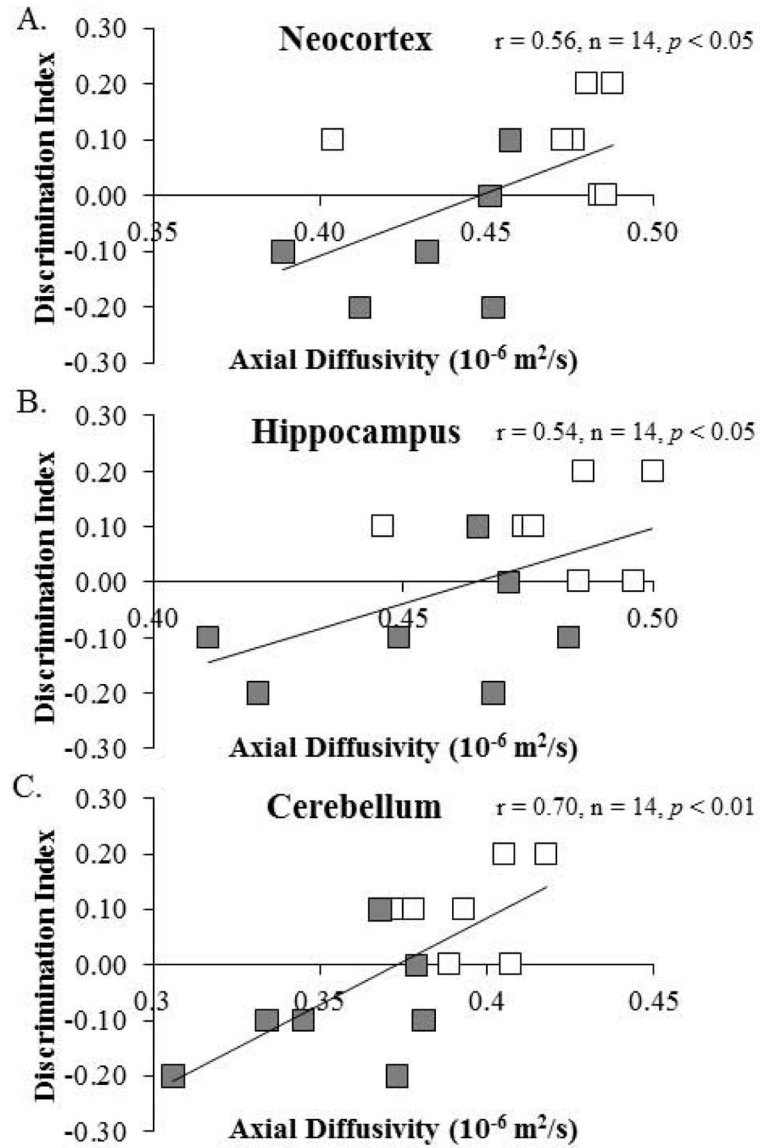 A.
Neocortex
r = 0.56, n = 14, p < 0.05
Discrimination Index
0.30
0.20
0.10
0.00
-0.10
-0.20
-0.30
0.35 0.40 0.45 0.50
Axial Diffusivity (10⁻⁶ m²/s)
B.
Hippocampus
r = 0.54, n = 14, p < 0.05
Discrimination Index
0.30
0.20
0.10
0.00
-0.10
-0.20
-0.30
0.40 0.45 0.50
Axial Diffusivity (10⁻⁶ m²/s)
C.
Cerebellum
r = 0.70, n = 14, p < 0.01
Discrimination Index
0.30
0.20
0.10
0.00
-0.10
-0.20
-0.30
0.3 0.35 0.4 0.45
Axial Diffusivity (10⁻⁶ m²/s)